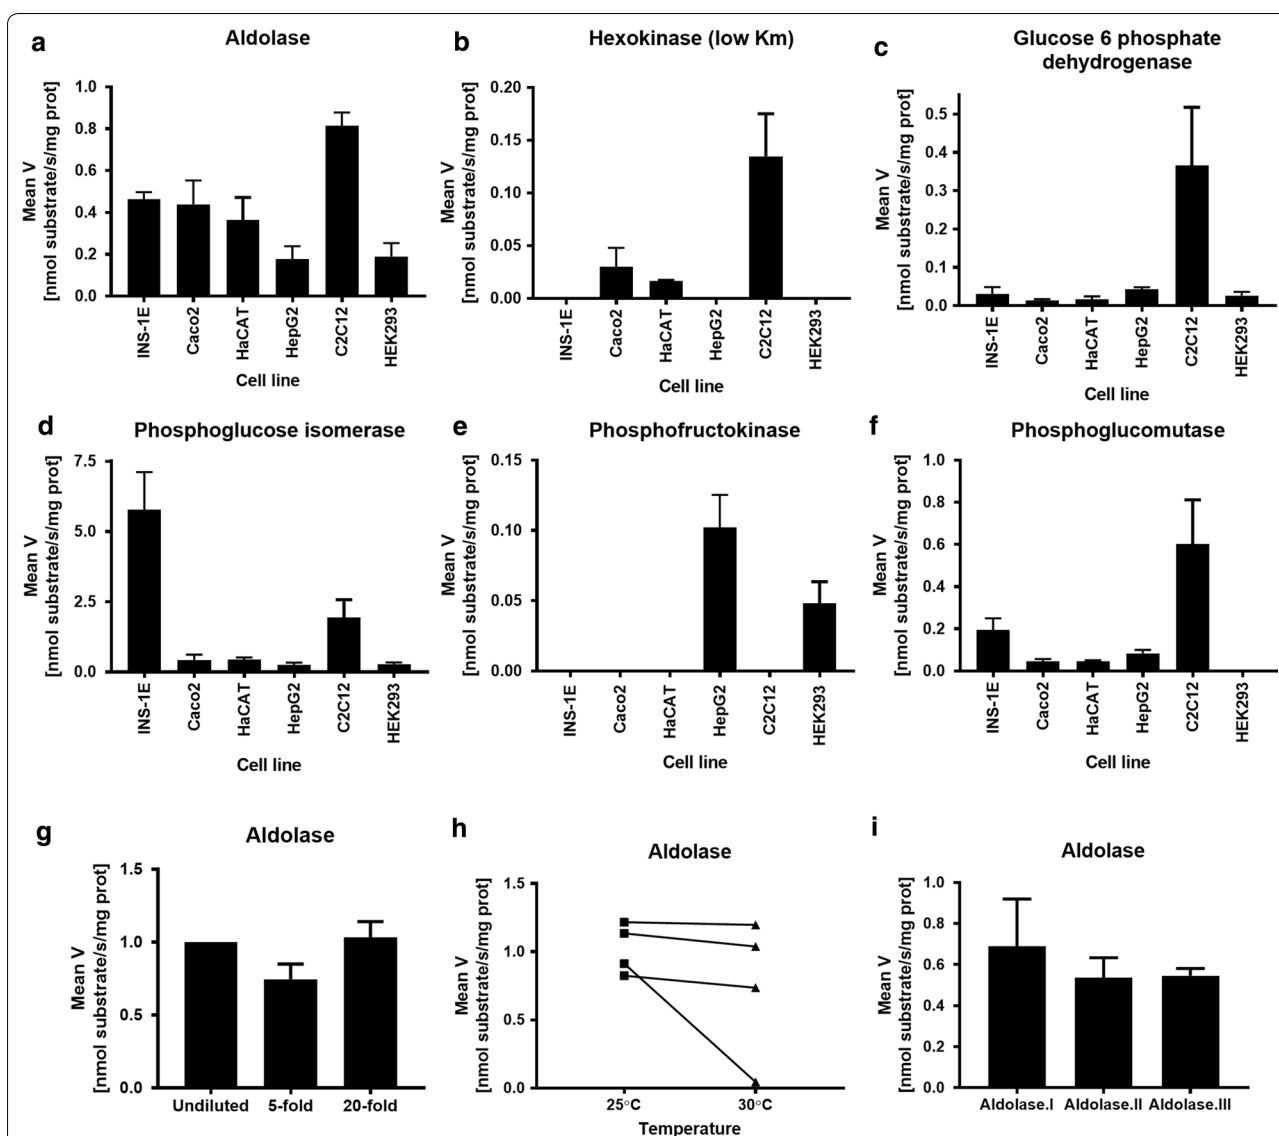 a
Aldolase
Mean V
[nmol substrate/s/mg prot]
1.0
0.8
0.6
0.4
0.2
0.0
INS-1E
Caco2
HaCAT
HepG2
C2C12
HEK293
Cell line
b
Hexokinase (low Km)
Mean V
[nmol substrate/s/mg prot]
0.20
0.15
0.10
0.05
0.00
INS-1E
Caco2
HaCAT
HepG2
C2C12
HEK293
Cell line
c
Glucose 6 phosphate
dehydrogenase
Mean V
[nmol substrate/s/mg prot]
0.5
0.4
0.3
0.2
0.1
0.0
INS-1E
Caco2
HaCAT
HepG2
C2C12
HEK293
Cell line
d
Phosphoglucose isomerase
Mean V
[nmol substrate/s/mg prot]
7.5
5.0
2.5
0.0
INS-1E
Caco2
HaCAT
HepG2
C2C12
HEK293
Cell line
e
Phosphofructokinase
Mean V
[nmol substrate/s/mg prot]
0.15
0.10
0.05
0.00
INS-1E
Caco2
HaCAT
HepG2
C2C12
HEK293
Cell line
f
Phosphoglucomutase
Mean V
[nmol substrate/s/mg prot]
1.0
0.8
0.6
0.4
0.2
0.0
INS-1E
Caco2
HaCAT
HepG2
C2C12
HEK293
Cell line
g
Aldolase
Mean V
[nmol substrate/s/mg prot]
1.5
1.0
0.5
0.0
Undiluted
5-fold
20-fold
h
Aldolase
Mean V
[nmol substrate/s/mg prot]
1.5
1.0
0.5
0.0
25°C
30°C
Temperature
i
Aldolase
Mean V
[nmol substrate/s/mg prot]
1.0
0.8
0.6
0.4
0.2
0.0
Aldolase.I
Aldolase.II
Aldolase.III